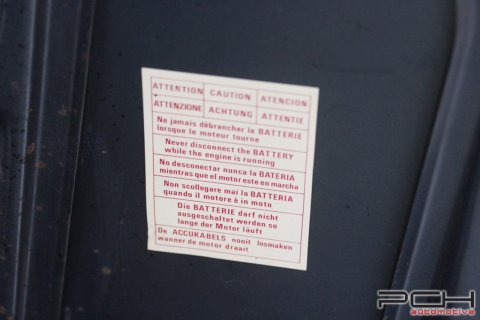 ATTENTION CAUTION ATENCION
ATTENZIONE ACHTUNG ATTENTIE
Ne jamais débrancher la BATTERIE
lorsque le moteur tourne
Never disconnect the BATTERY
while the engine is running
No desconectar nunca la BATERIA
mientras que el motor este en marcha
Non scollegare mai la BATTERIA
quando il motore è in moto
Die BATTERIE darf nicht
ausgeschaltet werden so
lange der Motor läuft
De ACCUKABELS nooit losmaken
wanner de motor draait
PCH
automotive